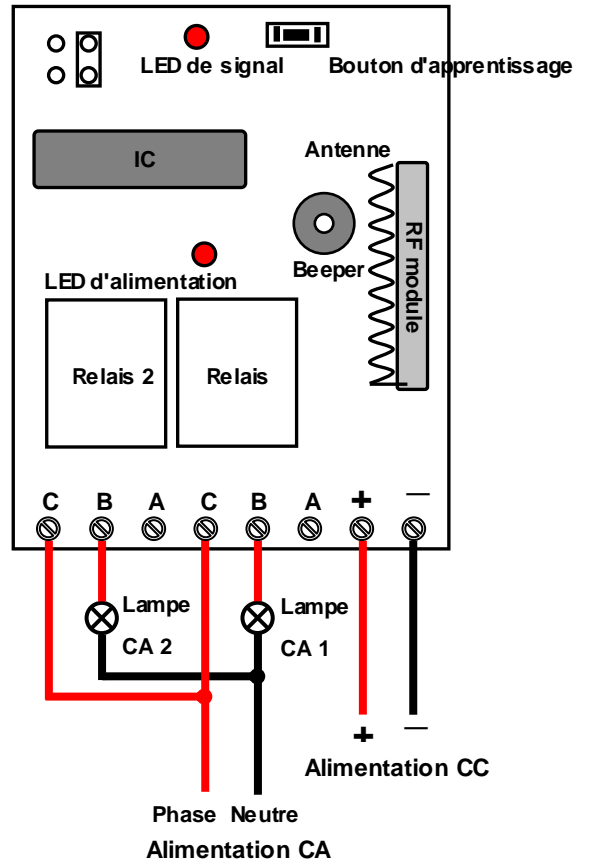 LED de signal
Bouton d'apprentissage
IC
Antenne
RF module
Beeper
LED d'alimentation
Relais 2
Relais
C B A C B A + —
Lampe
CA 2
Lampe
CA 1
+ —
Alimentation CC
Phase Neutre
Alimentation CA